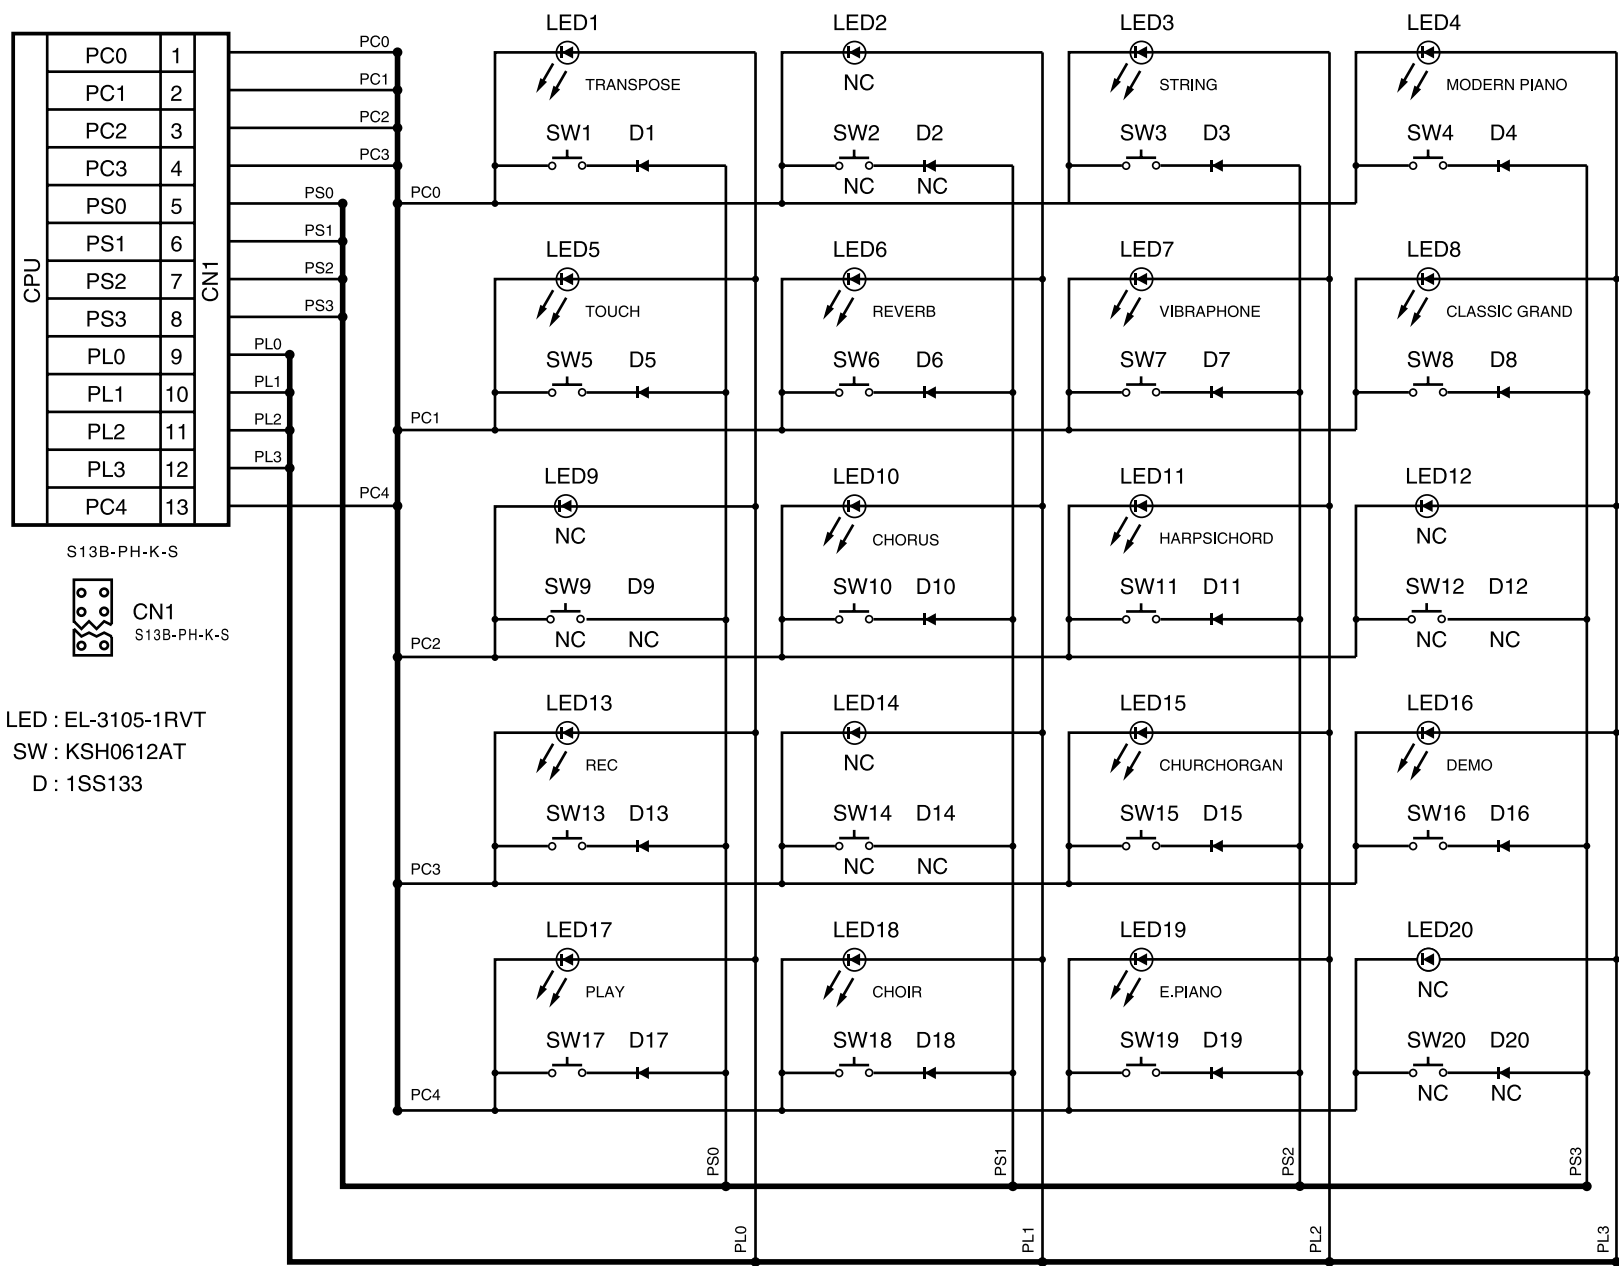 CPU
CN1
PC0 1
PC1 2
PC2 3
PC3 4
PS0 5
PS1 6
PS2 7
PS3 8
PL0 9
PL1 10
PL2 11
PL3 12
PC4 13
S13B-PH-K-S
CN1
S13B-PH-K-S
LED : EL-3105-1RVT
SW : KSH0612AT
D : 1SS133
PC0
PC1
PC2
PC3
PS0
PS1
PS2
PS3
PL0
PL1
PL2
PL3
PC4
LED1 LED2 LED3 LED4
TRANSPOSE NC STRING MODERN PIANO
SW1 D1 SW2 D2 SW3 D3 SW4 D4
NC NC
PC0
LED5 LED6 LED7 LED8
TOUCH REVERB VIBRAPHONE CLASSIC GRAND
SW5 D5 SW6 D6 SW7 D7 SW8 D8
PC1
LED9 LED10 LED11 LED12
NC CHORUS HARPSICHORD NC
SW9 D9 SW10 D10 SW11 D11 SW12 D12
NC NC NC NC
PC2
LED13 LED14 LED15 LED16
REC NC CHURCHORGAN DEMO
SW13 D13 SW14 D14 SW15 D15 SW16 D16
NC NC
PC3
LED17 LED18 LED19 LED20
PLAY CHOIR E.PIANO NC
SW17 D17 SW18 D18 SW19 D19 SW20 D20
NC NC
PC4
PS0 PS1 PS2 PS3
PL0 PL1 PL2 PL3